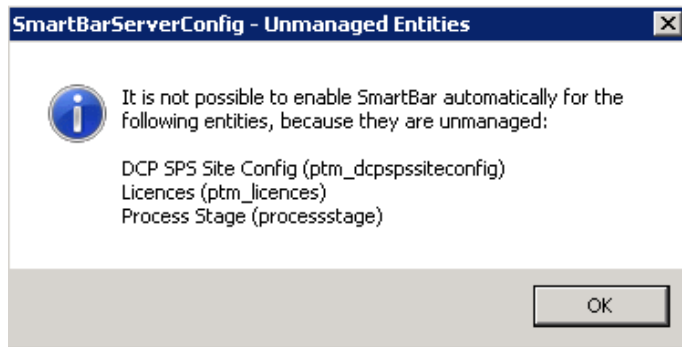 SmartBarServerConfig - Unmanaged Entities
It is not possible to enable SmartBar automatically for the
following entities, because they are unmanaged:
DCP SPS Site Config (ptm_dcpspssiteconfig)
Licences (ptm_licences)
Process Stage (processstage)
OK